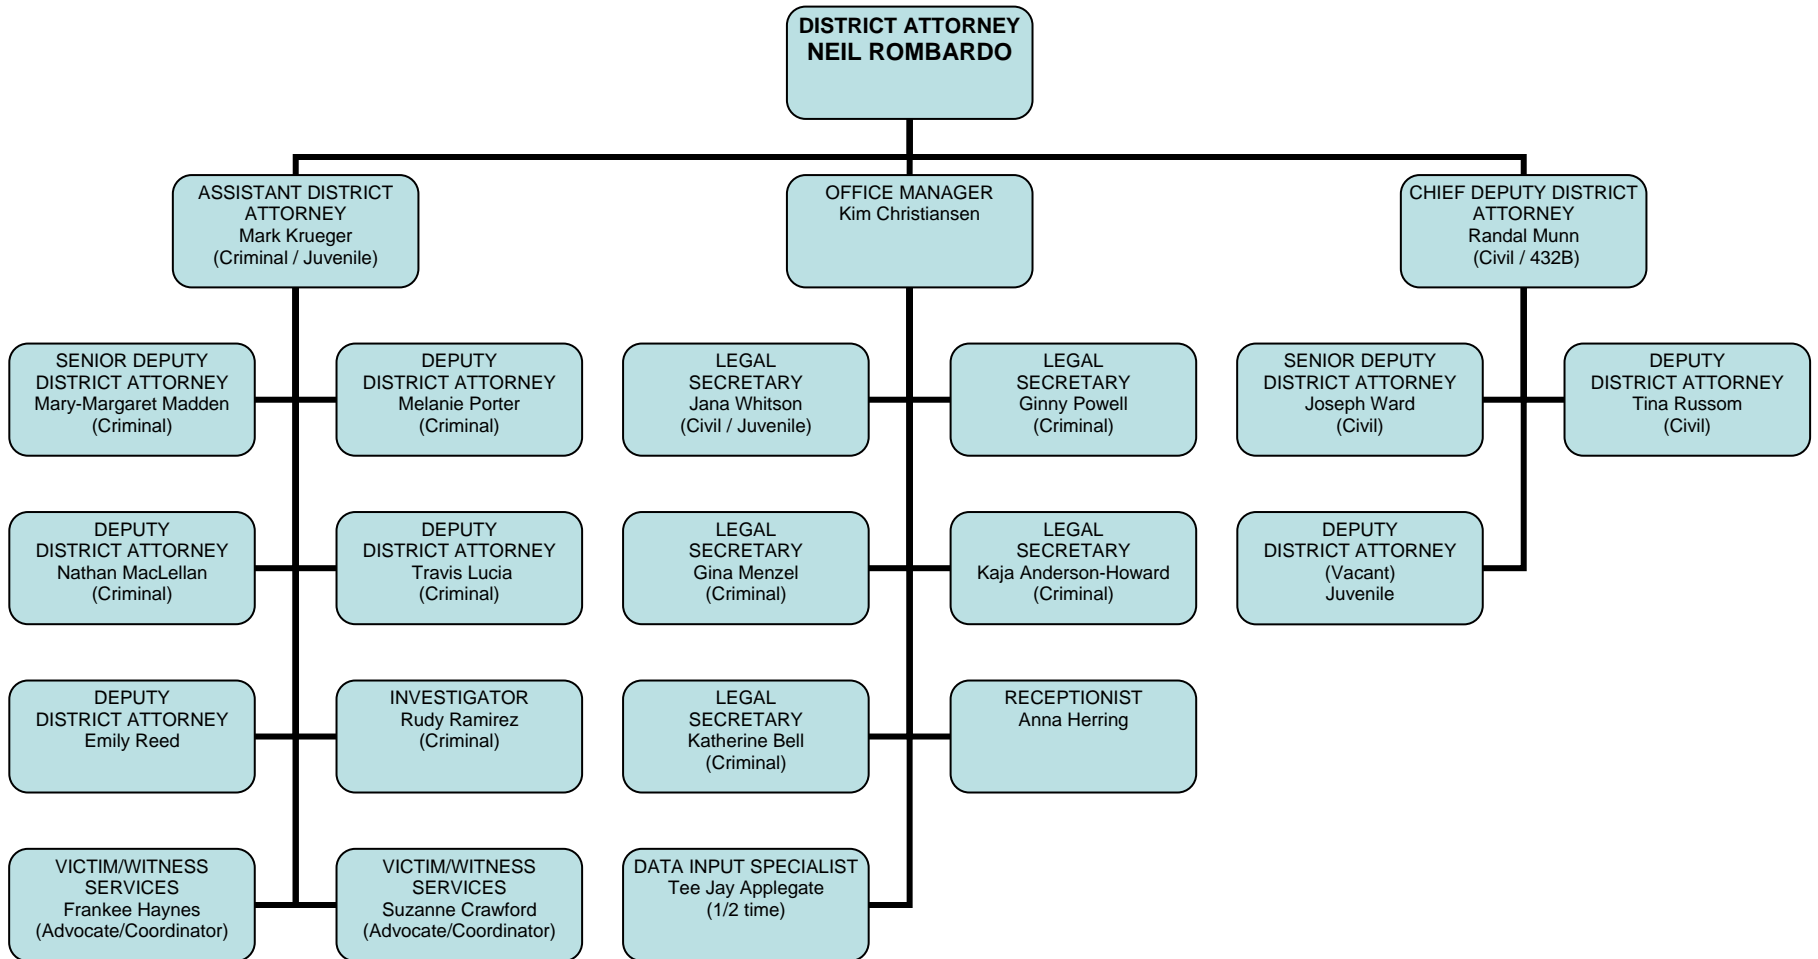 DISTRICT ATTORNEY
NEIL ROMBARDO
ASSISTANT DISTRICT
ATTORNEY
Mark Krueger
(Criminal / Juvenile)
OFFICE MANAGER
Kim Christiansen
CHIEF DEPUTY DISTRICT
ATTORNEY
Randal Munn
(Civil / 432B)
SENIOR DEPUTY
DISTRICT ATTORNEY
Mary-Margaret Madden
(Criminal)
DEPUTY
DISTRICT ATTORNEY
Melanie Porter
(Criminal)
LEGAL
SECRETARY
Jana Whitson
(Civil / Juvenile)
LEGAL
SECRETARY
Ginny Powell
(Criminal)
SENIOR DEPUTY
DISTRICT ATTORNEY
Joseph Ward
(Civil)
DEPUTY
DISTRICT ATTORNEY
Tina Russom
(Civil)
DEPUTY
DISTRICT ATTORNEY
Nathan MacLellan
(Criminal)
DEPUTY
DISTRICT ATTORNEY
Travis Lucia
(Criminal)
LEGAL
SECRETARY
Gina Menzel
(Criminal)
LEGAL
SECRETARY
Kaja Anderson-Howard
(Criminal)
DEPUTY
DISTRICT ATTORNEY
(Vacant)
Juvenile
DEPUTY
DISTRICT ATTORNEY
Emily Reed
INVESTIGATOR
Rudy Ramirez
(Criminal)
LEGAL
SECRETARY
Katherine Bell
(Criminal)
RECEPTIONIST
Anna Herring
VICTIM/WITNESS
SERVICES
Frankee Haynes
(Advocate/Coordinator)
VICTIM/WITNESS
SERVICES
Suzanne Crawford
(Advocate/Coordinator)
DATA INPUT SPECIALIST
Tee Jay Applegate
(1/2 time)